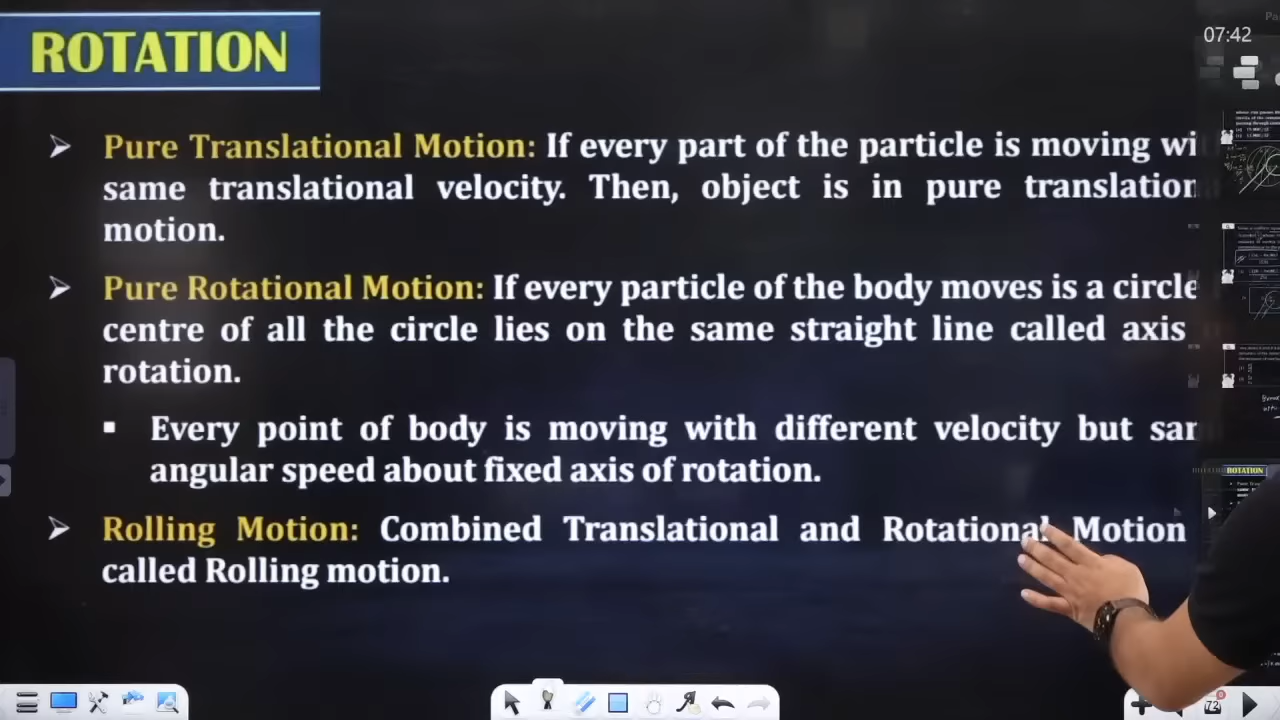 ROTATION
07:42
➢ Pure Translational Motion: If every part of the particle is moving wi
same translational velocity. Then, object is in pure translation
motion.
➢ Pure Rotational Motion: If every particle of the body moves is a circle
centre of all the circle lies on the same straight line called axis
rotation.
▪ Every point of body is moving with different velocity but sam
angular speed about fixed axis of rotation.
➢ Rolling Motion: Combined Translational and Rotational Motion
called Rolling motion.
ROTATION
72